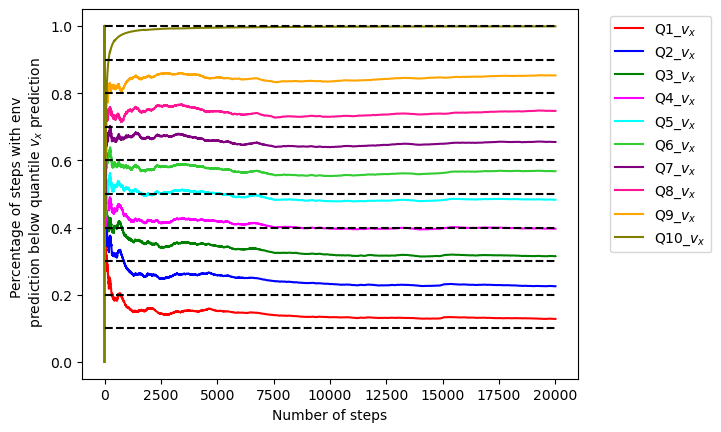 Percentage of steps with env
prediction below quantile v_x prediction
1.0
0.8
0.6
0.4
0.2
0.0
0 2500 5000 7500 10000 12500 15000 17500 20000
Number of steps
Q1_v_x
Q2_v_x
Q3_v_x
Q4_v_x
Q5_v_x
Q6_v_x
Q7_v_x
Q8_v_x
Q9_v_x
Q10_v_x